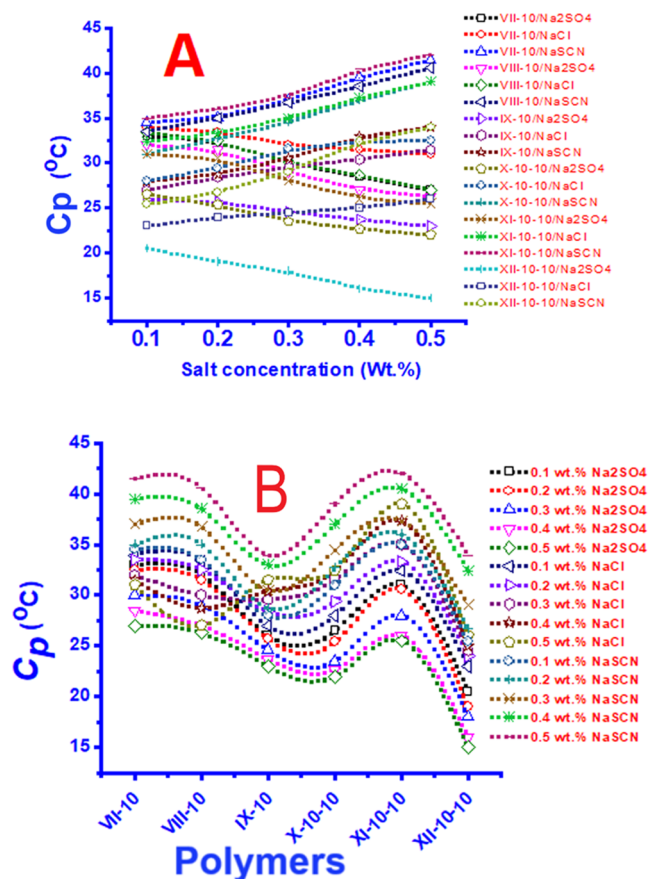 A
Cp (°C)
45
40
35
30
25
20
15
0.1 0.2 0.3 0.4 0.5
Salt concentration (Wt.%)
VII-10/Na2SO4
VII-10/NaCl
VII-10/NaSCN
VIII-10/Na2SO4
VIII-10/NaCl
VIII-10/NaSCN
IX-10/Na2SO4
IX-10/NaCl
IX-10/NaSCN
X-10-10/Na2SO4
X-10-10/NaCl
X-10-10/NaSCN
XI-10-10/Na2SO4
XI-10-10/NaCl
XI-10-10/NaSCN
XII-10-10/Na2SO4
XII-10-10/NaCl
XII-10-10/NaSCN
B
Cp (°C)
45
40
35
30
25
20
15
VII-10 VIII-10 IX-10 X-10-10 XI-10-10 XII-10-10
Polymers
0.1 wt.% Na2SO4
0.2 wt.% Na2SO4
0.3 wt.% Na2SO4
0.4 wt.% Na2SO4
0.5 wt.% Na2SO4
0.1 wt.% NaCl
0.2 wt.% NaCl
0.3 wt.% NaCl
0.4 wt.% NaCl
0.5 wt.% NaCl
0.1 wt.% NaSCN
0.2 wt.% NaSCN
0.3 wt.% NaSCN
0.4 wt.% NaSCN
0.5 wt.% NaSCN